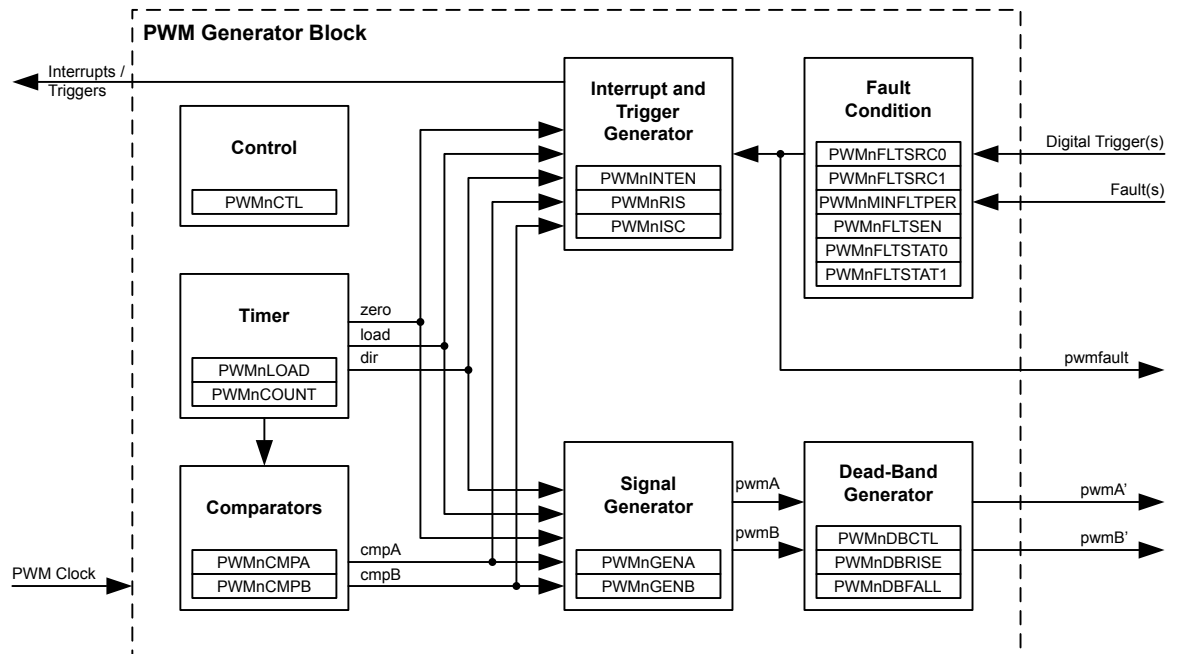 PWM Generator Block
Interrupts /
Triggers
Control
PWMnCTL
Timer
PWMnLOAD
PWMnCOUNT
zero
load
dir
Comparators
PWMnCMPA
PWMnCMPB
cmpA
cmpB
PWM Clock
Interrupt and
Trigger
Generator
PWMnINTEN
PWMnRIS
PWMnISC
Fault
Condition
PWMnFLTSRC0
PWMnFLTSRC1
PWMnMINFLTPER
PWMnFLTSEN
PWMnFLTSTAT0
PWMnFLTSTAT1
Digital Trigger(s)
Fault(s)
pwmfault
Signal
Generator
PWMnGENA
PWMnGENB
pwmA
pwmB
Dead-Band
Generator
PWMnDBCTL
PWMnDBRISE
PWMnDBFALL
pwmA’
pwmB’